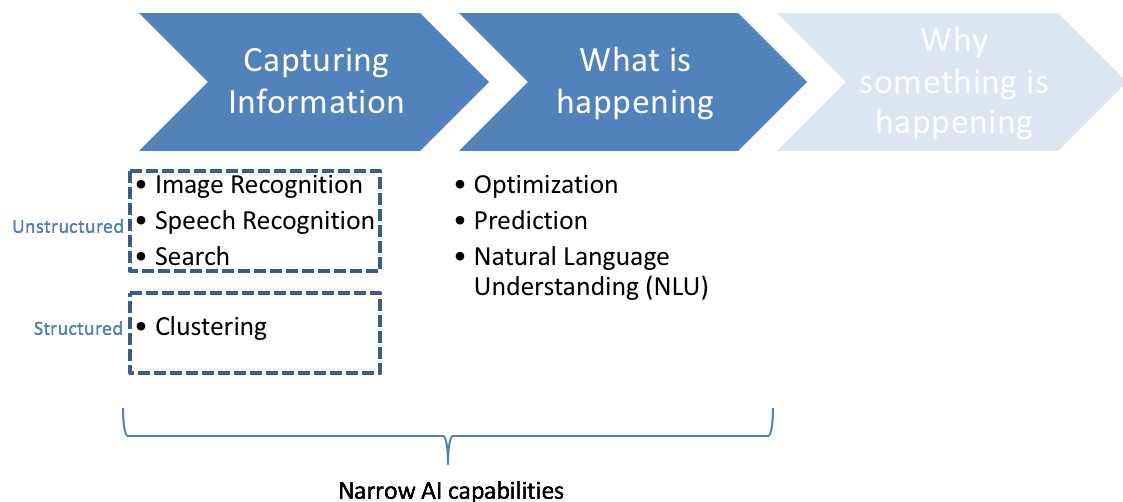 Capturing
Information
What is
happening
Why
something is
happening
Unstructured
• Image Recognition
• Speech Recognition
• Search
Structured
• Clustering
• Optimization
• Prediction
• Natural Language
Understanding (NLU)
Narrow AI capabilities